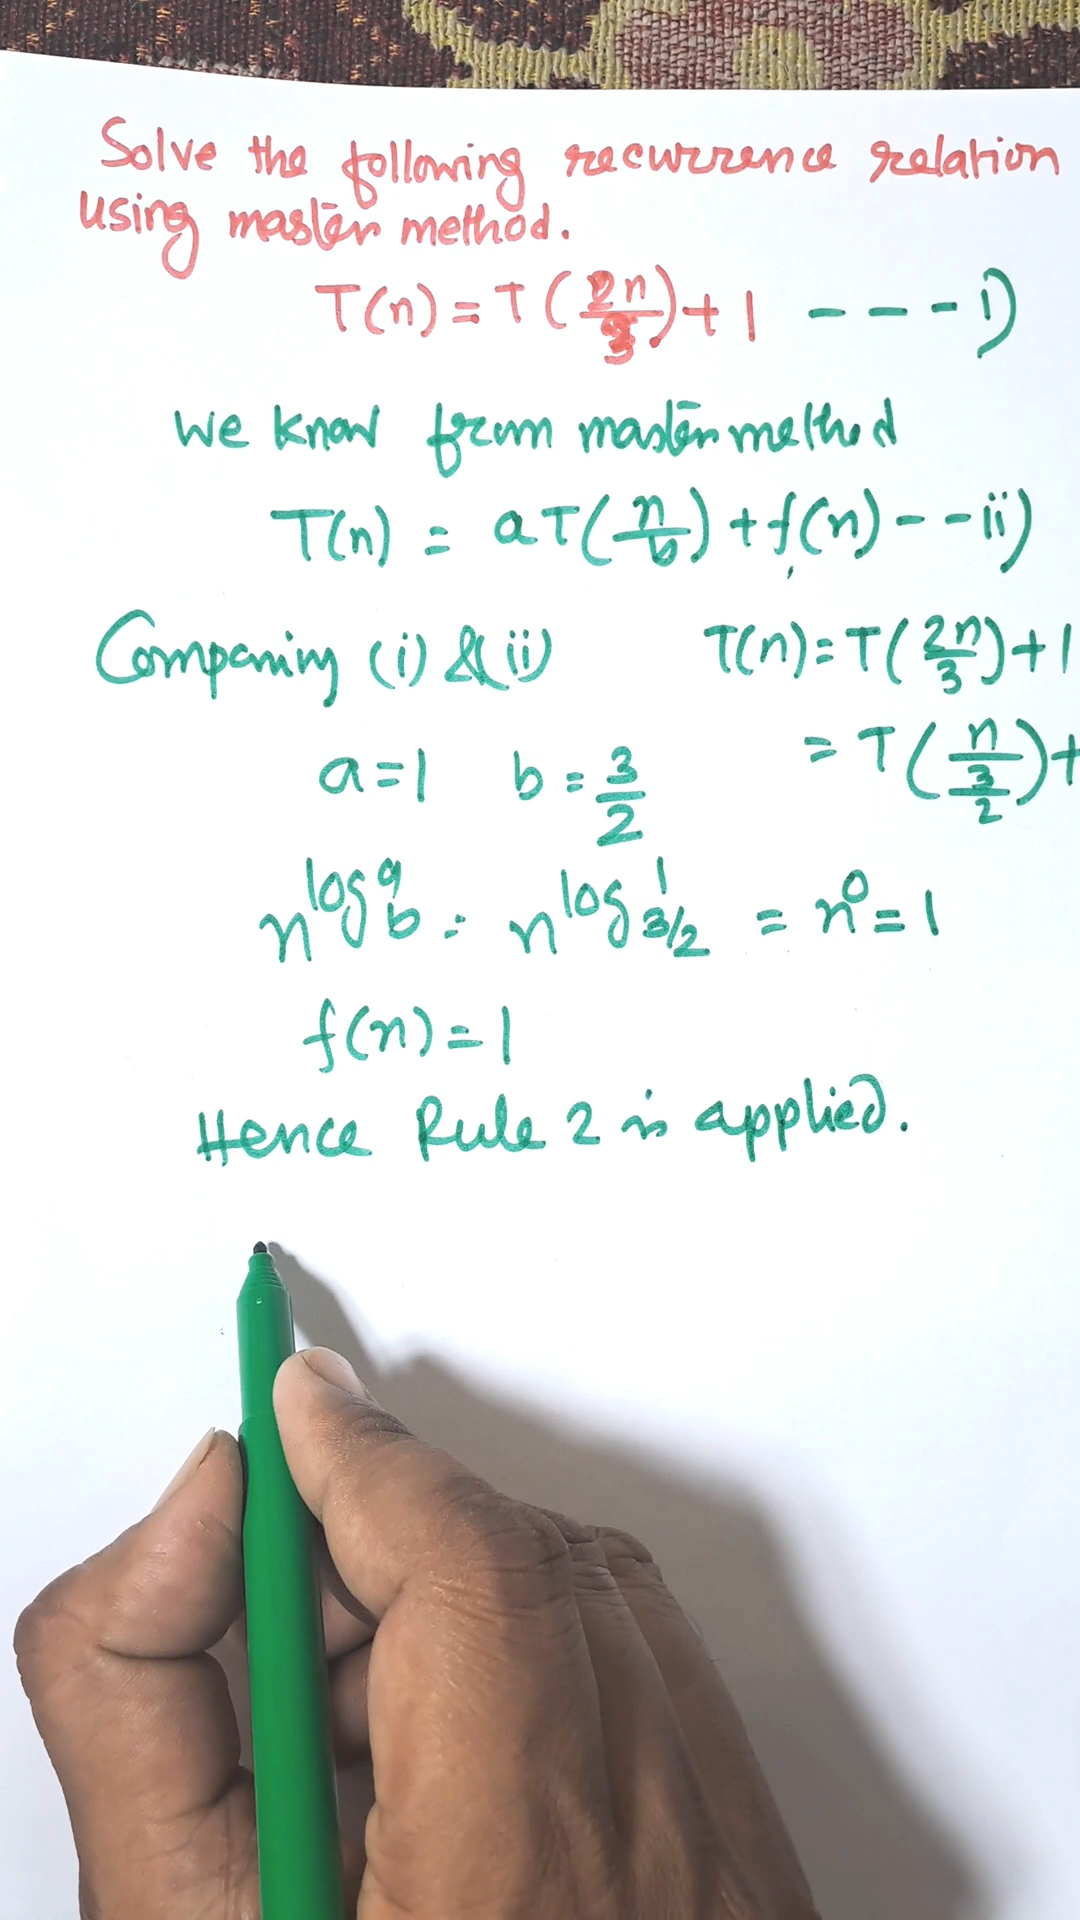 Solve the following recurrence relation
using master method.
T(n) = T(2n/3) + 1 - - - - i)
We know from master method
T(n) = aT(n/b) + f(n) - - ii)
Comparing (i) & (ii) T(n) = T(2n/3) + 1
a = 1 b = 3/2 = T(n/(3/2)) +
n^log_b^a = n^log_3/2^1 = n^0 = 1
f(n) = 1
Hence Rule 2 is applied.